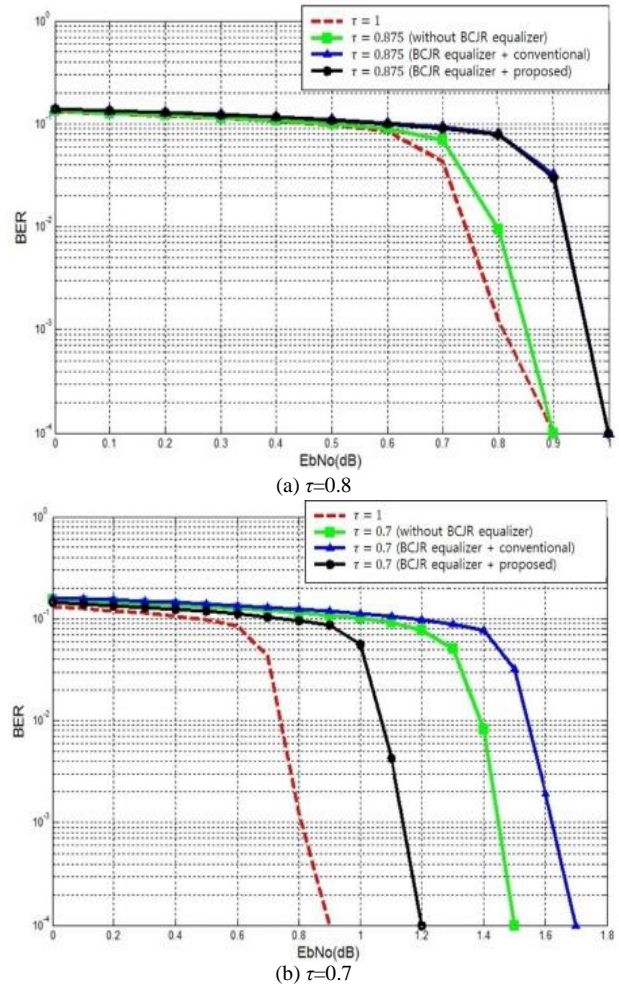 τ = 1
τ = 0.875 (without BCJR equalizer)
τ = 0.875 (BCJR equalizer + conventional)
τ = 0.875 (BCJR equalizer + proposed)
10^0
10^-1
10^-2
10^-3
10^-4
BER
0 0.1 0.2 0.3 0.4 0.5 0.6 0.7 0.8 0.9 1
EbNo(dB)
(a) τ=0.8
τ = 1
τ = 0.7 (without BCJR equalizer)
τ = 0.7 (BCJR equalizer + conventional)
τ = 0.7 (BCJR equalizer + proposed)
10^0
10^-1
10^-2
10^-3
10^-4
BER
0 0.2 0.4 0.6 0.8 1 1.2 1.4 1.6 1.8
EbNo(dB)
(b) τ=0.7